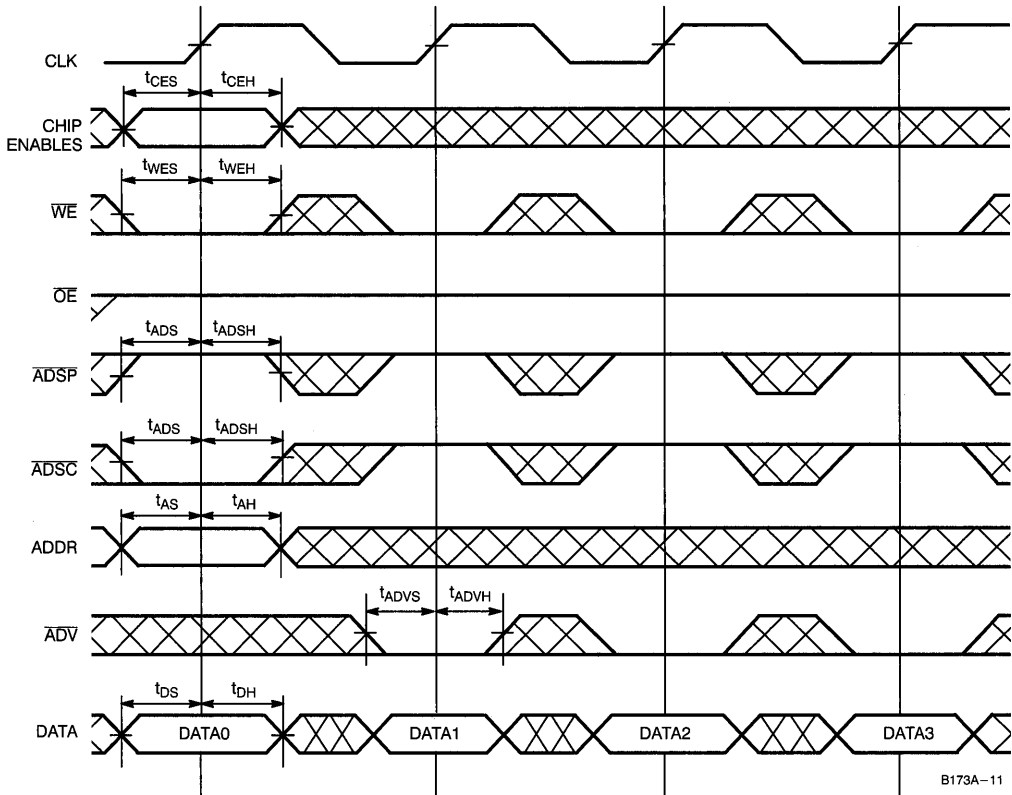 CLK
tCES tCEH
CHIP
ENABLES
tWES tWEH
WE
OE
tADS tADSH
ADSP
tADS tADSH
ADSC
tAS tAH
ADDR
tADVS tADVH
ADV
tDS tDH
DATA DATA0 DATA1 DATA2 DATA3
B173A–11